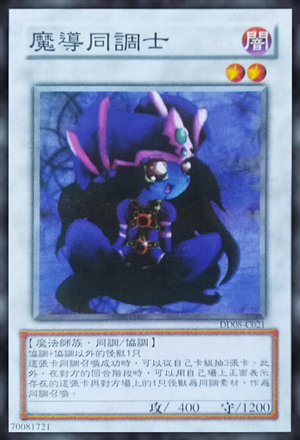 魔導同調士
闇
DD08-C021
【魔法師族・同調/協調】
協調+協調以外的怪獸1只
這張卡同調召喚成功時，可以從自己卡組抽3張卡。此
外，在對方的回合階段時，可以用自己場上正面表示
存在的這張卡與對方場上的1只怪獸爲同調素材，作爲
同調召喚。
攻/ 400 守/1200
70081721